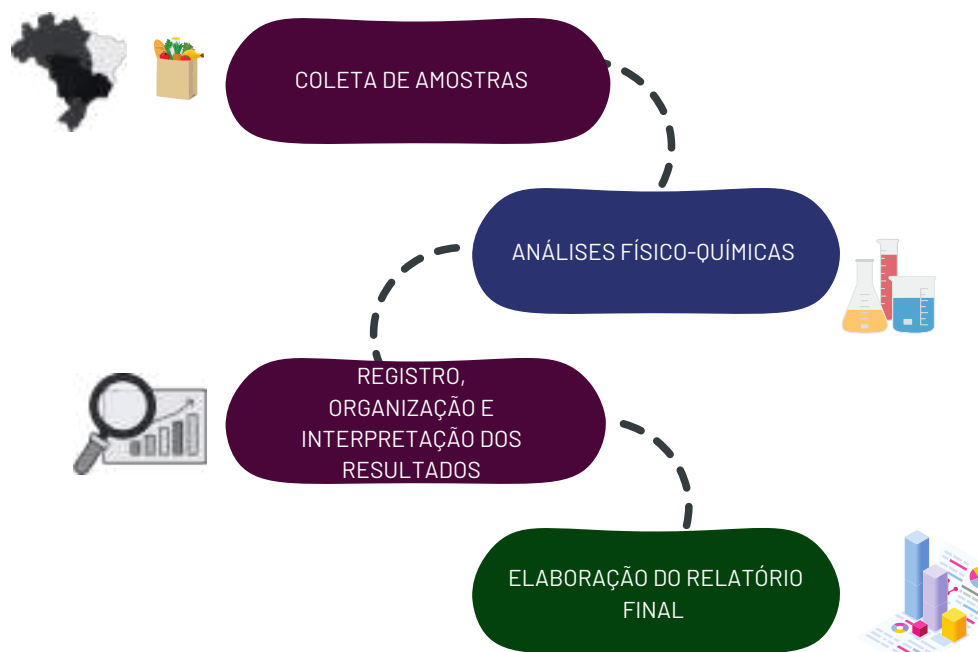 COLETA DE AMOSTRAS
ANÁLISES FÍSICO-QUÍMICAS
REGISTRO,
ORGANIZAÇÃO E
INTERPRETAÇÃO DOS
RESULTADOS
ELABORAÇÃO DO RELATÓRIO
FINAL